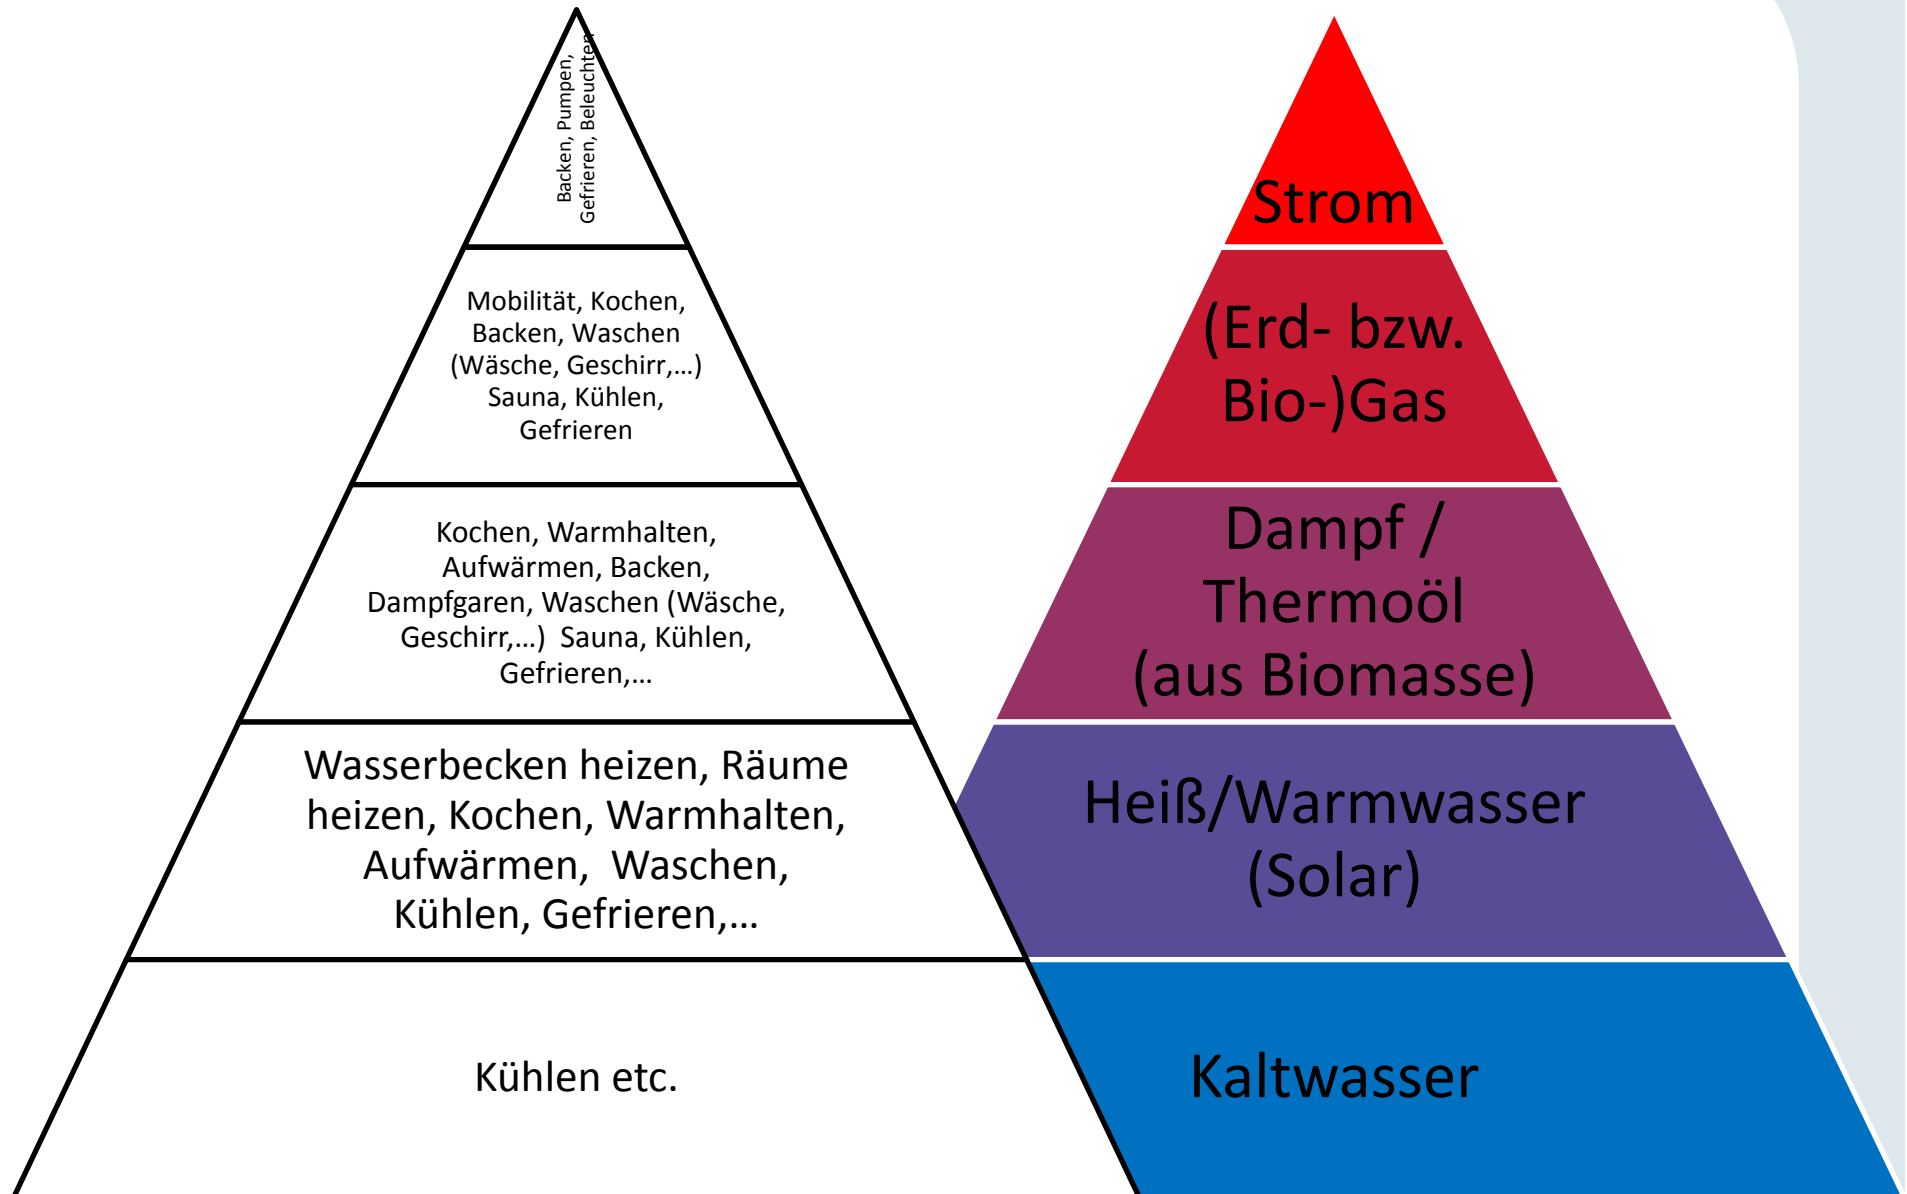 Backen, Pumpen,
Gefrieren, Beleuchten
Mobilität, Kochen,
Backen, Waschen
(Wäsche, Geschirr,...)
Sauna, Kühlen,
Gefrieren
Kochen, Warmhalten,
Aufwärmen, Backen,
Dampfgaren, Waschen (Wäsche,
Geschirr,...)  Sauna, Kühlen,
Gefrieren,...
Wasserbecken heizen, Räume
heizen, Kochen, Warmhalten,
Aufwärmen,  Waschen,
Kühlen, Gefrieren,...
Kühlen etc.
Strom
(Erd- bzw.
Bio-)Gas
Dampf /
Thermoöl
(aus Biomasse)
Heiß/Warmwasser
(Solar)
Kaltwasser